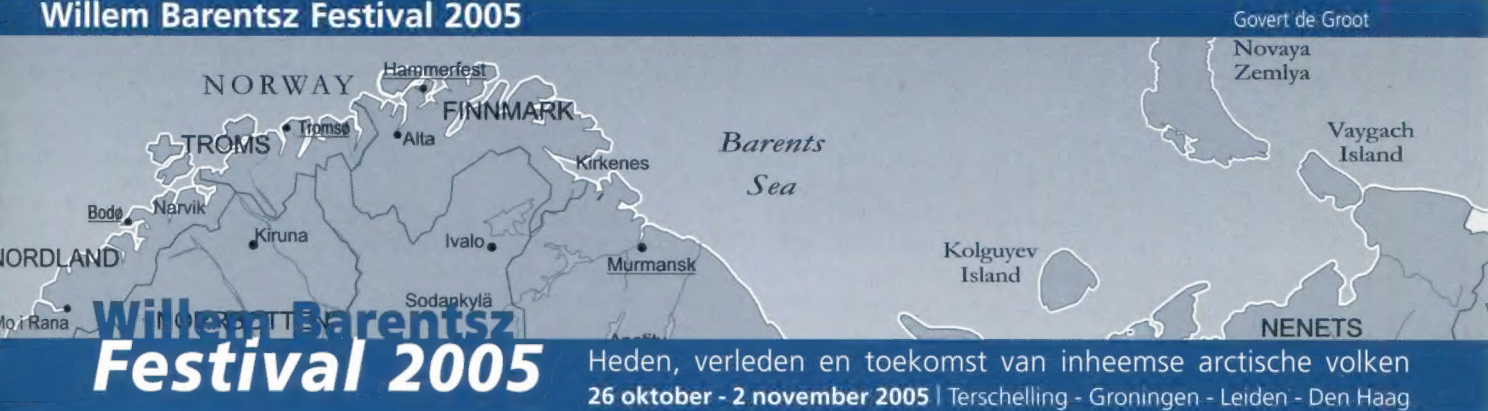 Willem Barentsz Festival 2005
Govert de Groot
NORWAY
Hammerfest
FINNMARK
Novaya
Zemlya
TROMS
Tromsø
Alta
Barents
Sea
Kirkenes
Vaygach
Island
Bodø
Narvik
Kiruna
Ivalo
NORDLAND
Murmansk
Kolguyev
Island
Mo i Rana
Sodankylä
NENETS
Willem Barentsz
Festival 2005
Heden, verleden en toekomst van inheemse arctische volken
26 oktober - 2 november 2005 | Terschelling - Groningen - Leiden - Den Haag